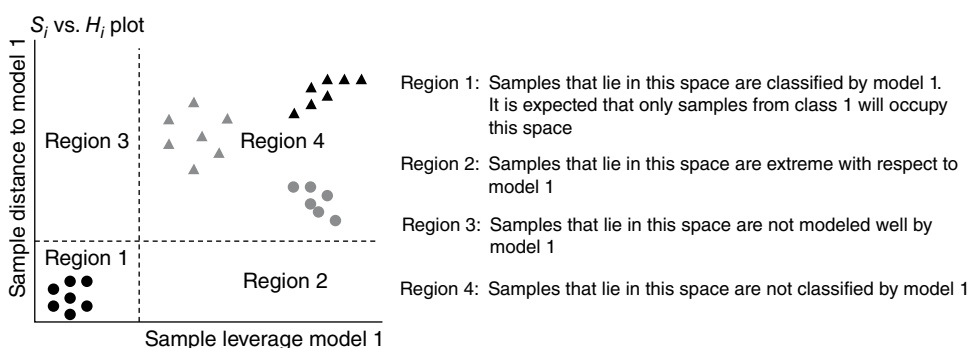 S_i vs. H_i plot
Sample distance to model 1
Region 3
Region 4
Region 1
Region 2
Sample leverage model 1
Region 1: Samples that lie in this space are classified by model 1.
It is expected that only samples from class 1 will occupy
this space
Region 2: Samples that lie in this space are extreme with respect to
model 1
Region 3: Samples that lie in this space are not modeled well by
model 1
Region 4: Samples that lie in this space are not classified by model 1